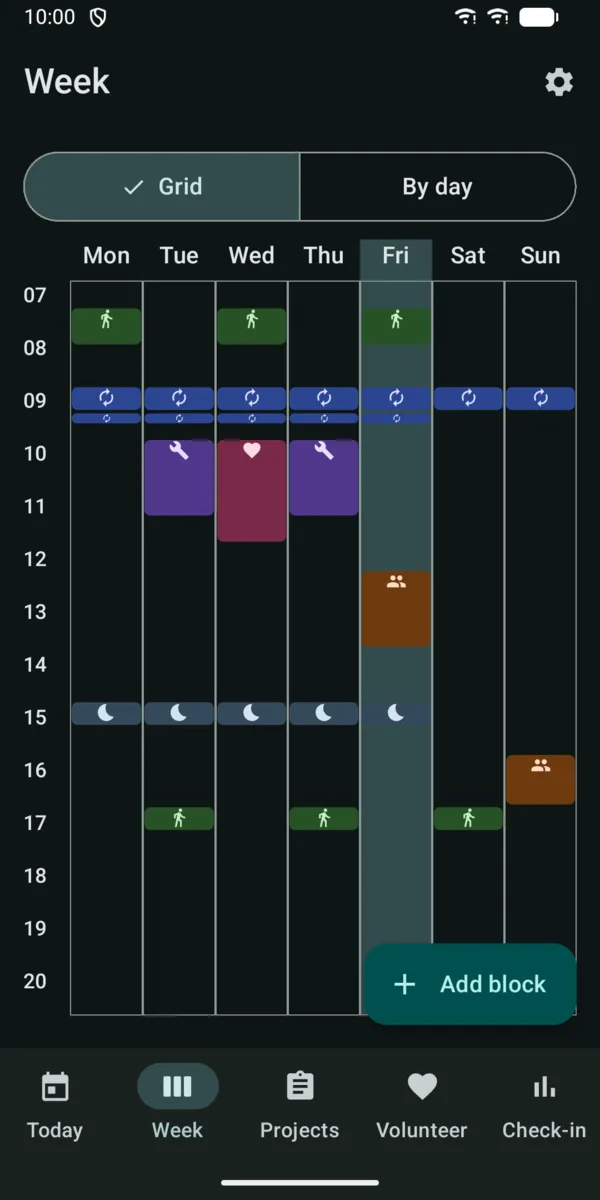 10:00
Week
Grid
By day
Mon Tue Wed Thu Fri Sat Sun
07
08
09
10
11
12
13
14
15
16
17
18
19
20
+ Add block
Today Week Projects Volunteer Check-in